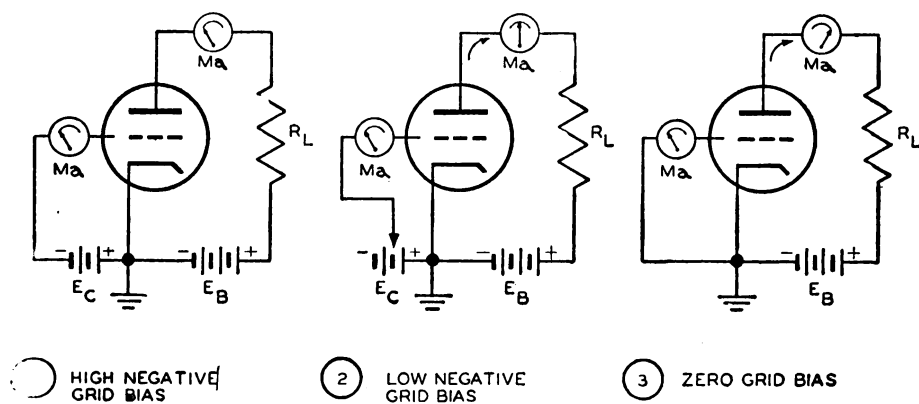 Ma
Ma
Ma
Ma
Ma
Ma
R_L
R_L
R_L
- + - +
- + - +
- +
E_C E_B
E_C E_B
E_B
HIGH NEGATIVE
GRID BIAS
2 LOW NEGATIVE
GRID BIAS
3 ZERO GRID BIAS